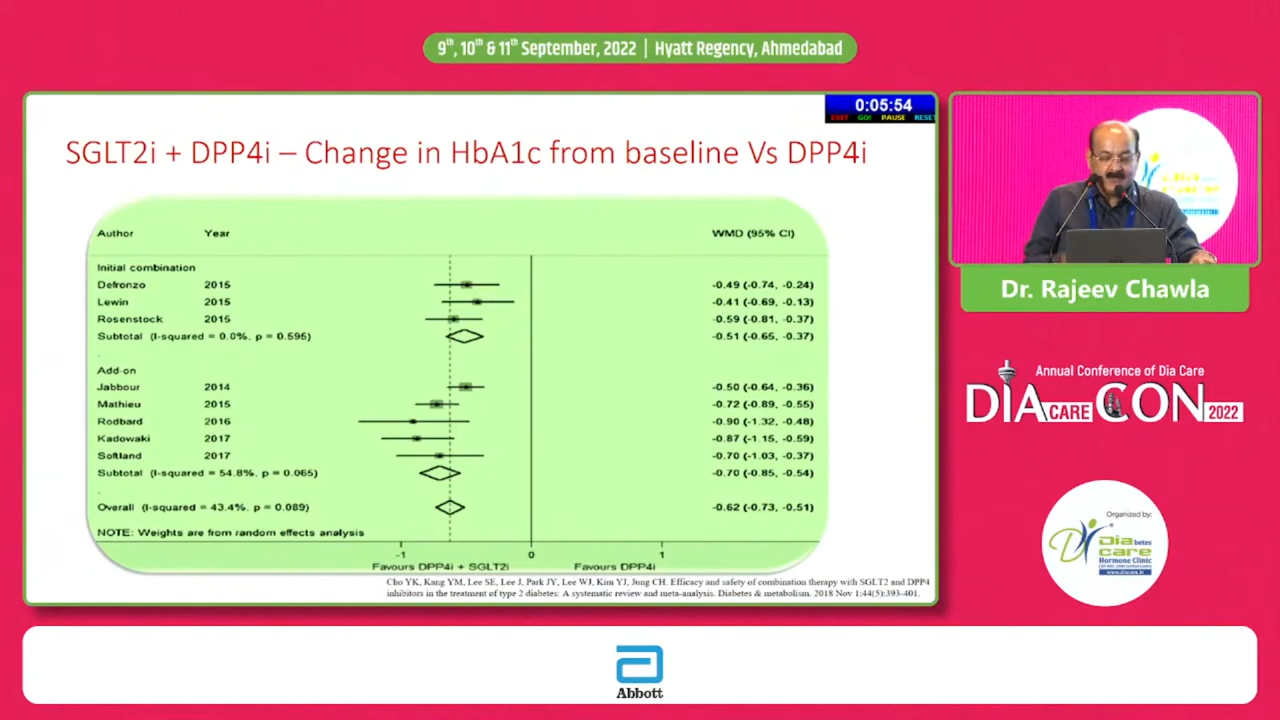 9th, 10th & 11th September, 2022 | Hyatt Regency, Ahmedabad
0:05:54
EXIT GO! PAUSE RESET
SGLT2i + DPP4i – Change in HbA1c from baseline Vs DPP4i
Author Year WMD (95% CI)
Initial combination
Defronzo 2015 -0.49 (-0.74, -0.24)
Lewin 2015 -0.41 (-0.69, -0.13)
Rosenstock 2015 -0.59 (-0.81, -0.37)
Subtotal (I-squared = 0.0%, p = 0.595) -0.51 (-0.65, -0.37)
.
Add-on
Jabbour 2014 -0.50 (-0.64, -0.36)
Mathieu 2015 -0.72 (-0.89, -0.55)
Rodbard 2016 -0.90 (-1.32, -0.48)
Kadowaki 2017 -0.87 (-1.15, -0.59)
Softland 2017 -0.70 (-1.03, -0.37)
Subtotal (I-squared = 54.8%, p = 0.065) -0.70 (-0.85, -0.54)
.
Overall (I-squared = 43.4%, p = 0.089) -0.62 (-0.73, -0.51)
NOTE: Weights are from random effects analysis
-1 0 1
Favours DPP4i + SGLT2i Favours DPP4i
Cho YK, Kang YM, Lee SE, Lee J, Park JY, Lee WJ, Kim YJ, Jung CH. Efficacy and safety of combination therapy with SGLT2 and DPP4
inhibitors in the treatment of type 2 diabetes: A systematic review and meta-analysis. Diabetes & metabolism. 2018 Nov 1;44(5):393-401.
Dr. Rajeev Chawla
Annual Conference of Dia Care
DIA CARE CON 2022
Organized by:
Diabetes
care
Hormone Clinic
Abbott